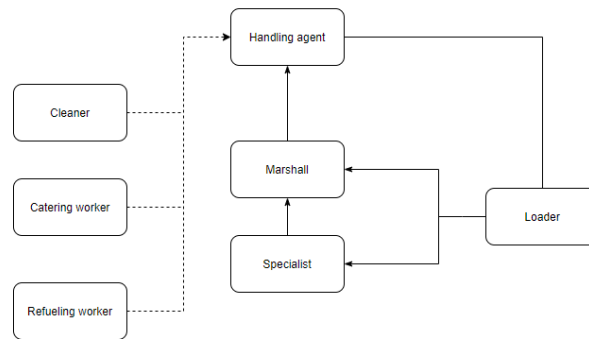 Handling agent
Cleaner
Marshall
Catering worker
Loader
Specialist
Refueling worker